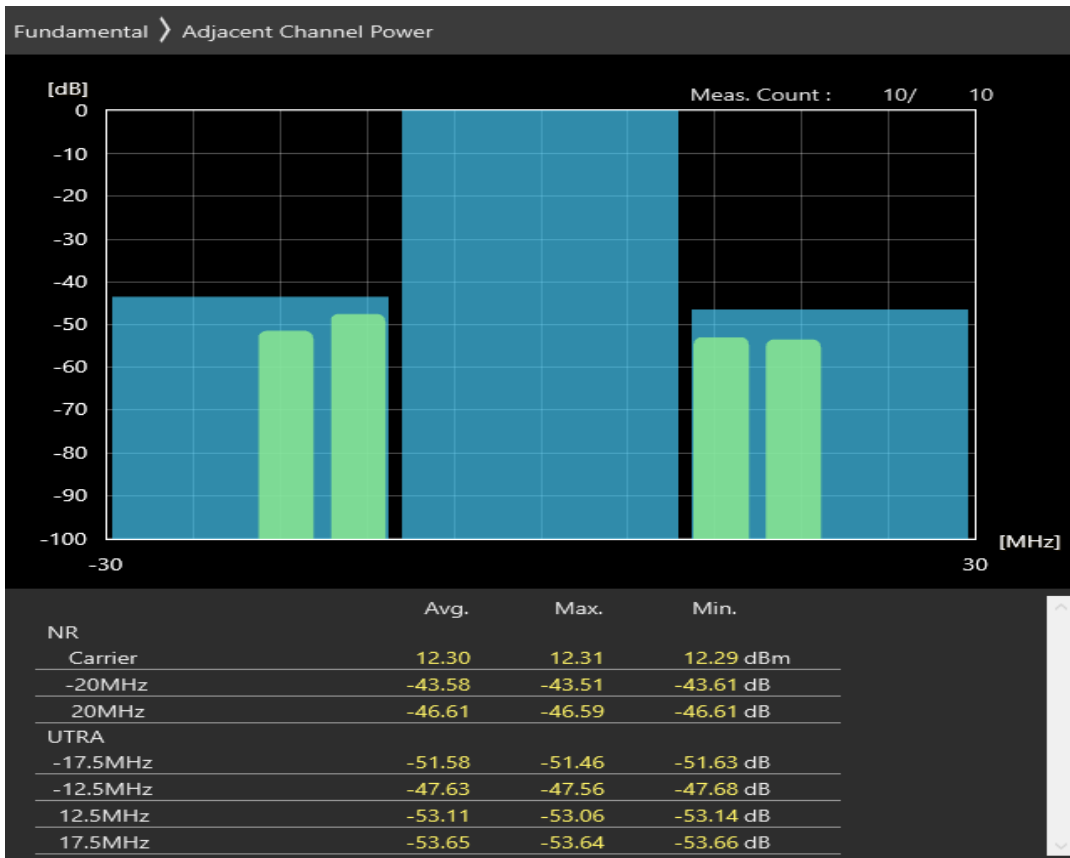 Fundamental ❯ Adjacent Channel Power
[dB]
Meas. Count : 10/ 10
0
-10
-20
-30
-40
-50
-60
-70
-80
-90
-100
[MHz]
-30 30
Avg. Max. Min.
NR
Carrier 12.30 12.31 12.29 dBm
-20MHz -43.58 -43.51 -43.61 dB
20MHz -46.61 -46.59 -46.61 dB
UTRA
-17.5MHz -51.58 -51.46 -51.63 dB
-12.5MHz -47.63 -47.56 -47.68 dB
12.5MHz -53.11 -53.06 -53.14 dB
17.5MHz -53.65 -53.64 -53.66 dB